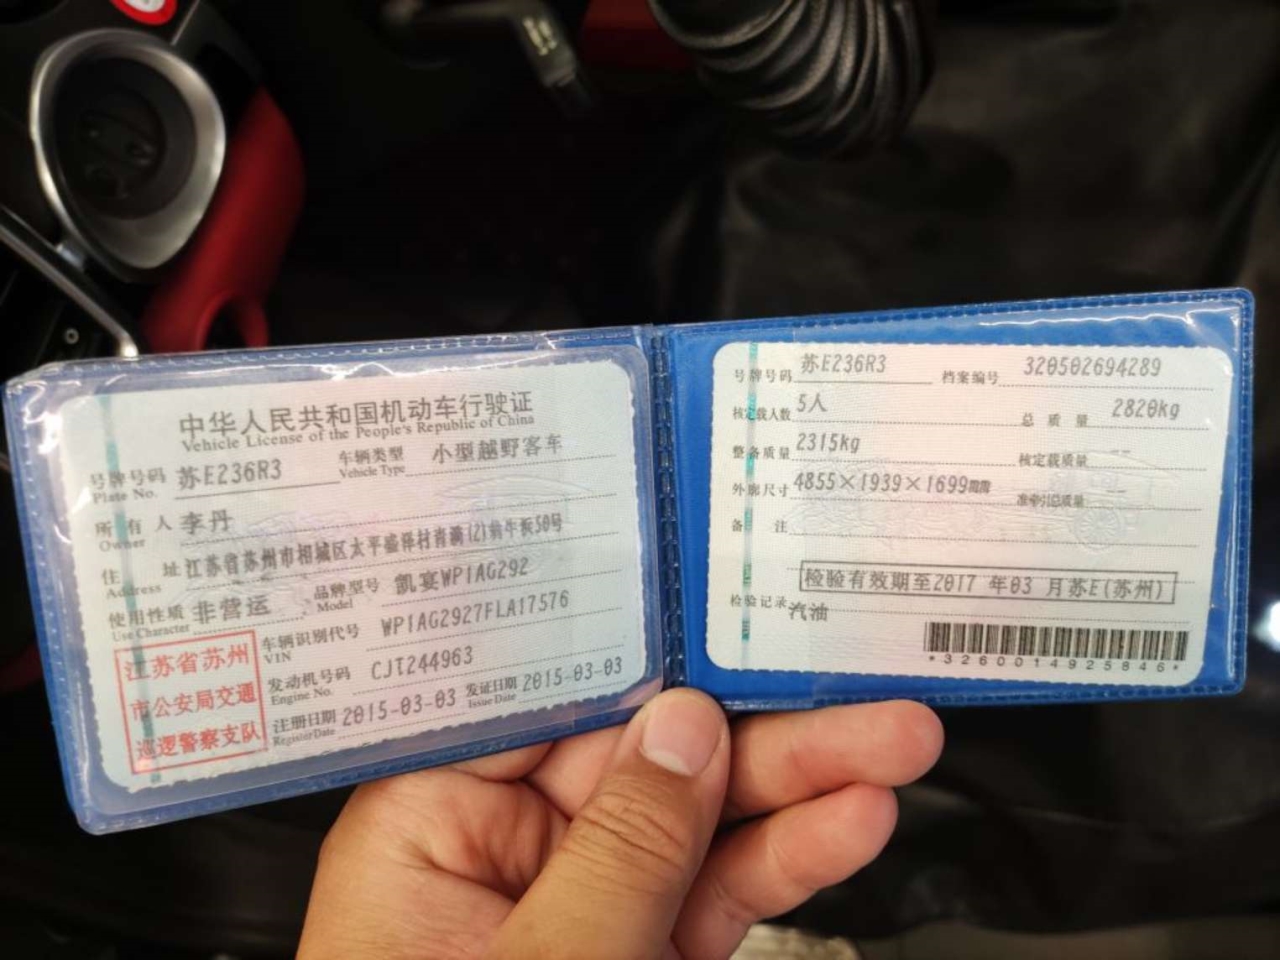 中华人民共和国机动车行驶证
Vehicle License of the People's Republic of China
号牌号码 苏E236R3 车辆类型 小型越野客车
Plate No. Vehicle Type
所有人 李丹
Owner
住址 江苏省苏州市相城区太平盛泽村青漪(2)前牛街50号
Address
使用性质 非营运 品牌型号 凯宴WP1AG292
Use Character Model
车辆识别代号 WP1AG2927FLA17576
VIN
发动机号码 CJT244963
Engine No.
注册日期 2015-03-03 发证日期 2015-03-03
Register Date Issue Date
江苏省苏州
市公安局交通
巡逻警察支队
号牌号码 苏E236R3 档案编号 320502694289
核定载人数 5人 总质量 2820kg
整备质量 2315kg 核定载质量 --
外廓尺寸 4855×1939×1699 准牵引总质量 --
备注
检验有效期至2017年03月苏E(苏州)
检验记录 汽油
*3260014925846*